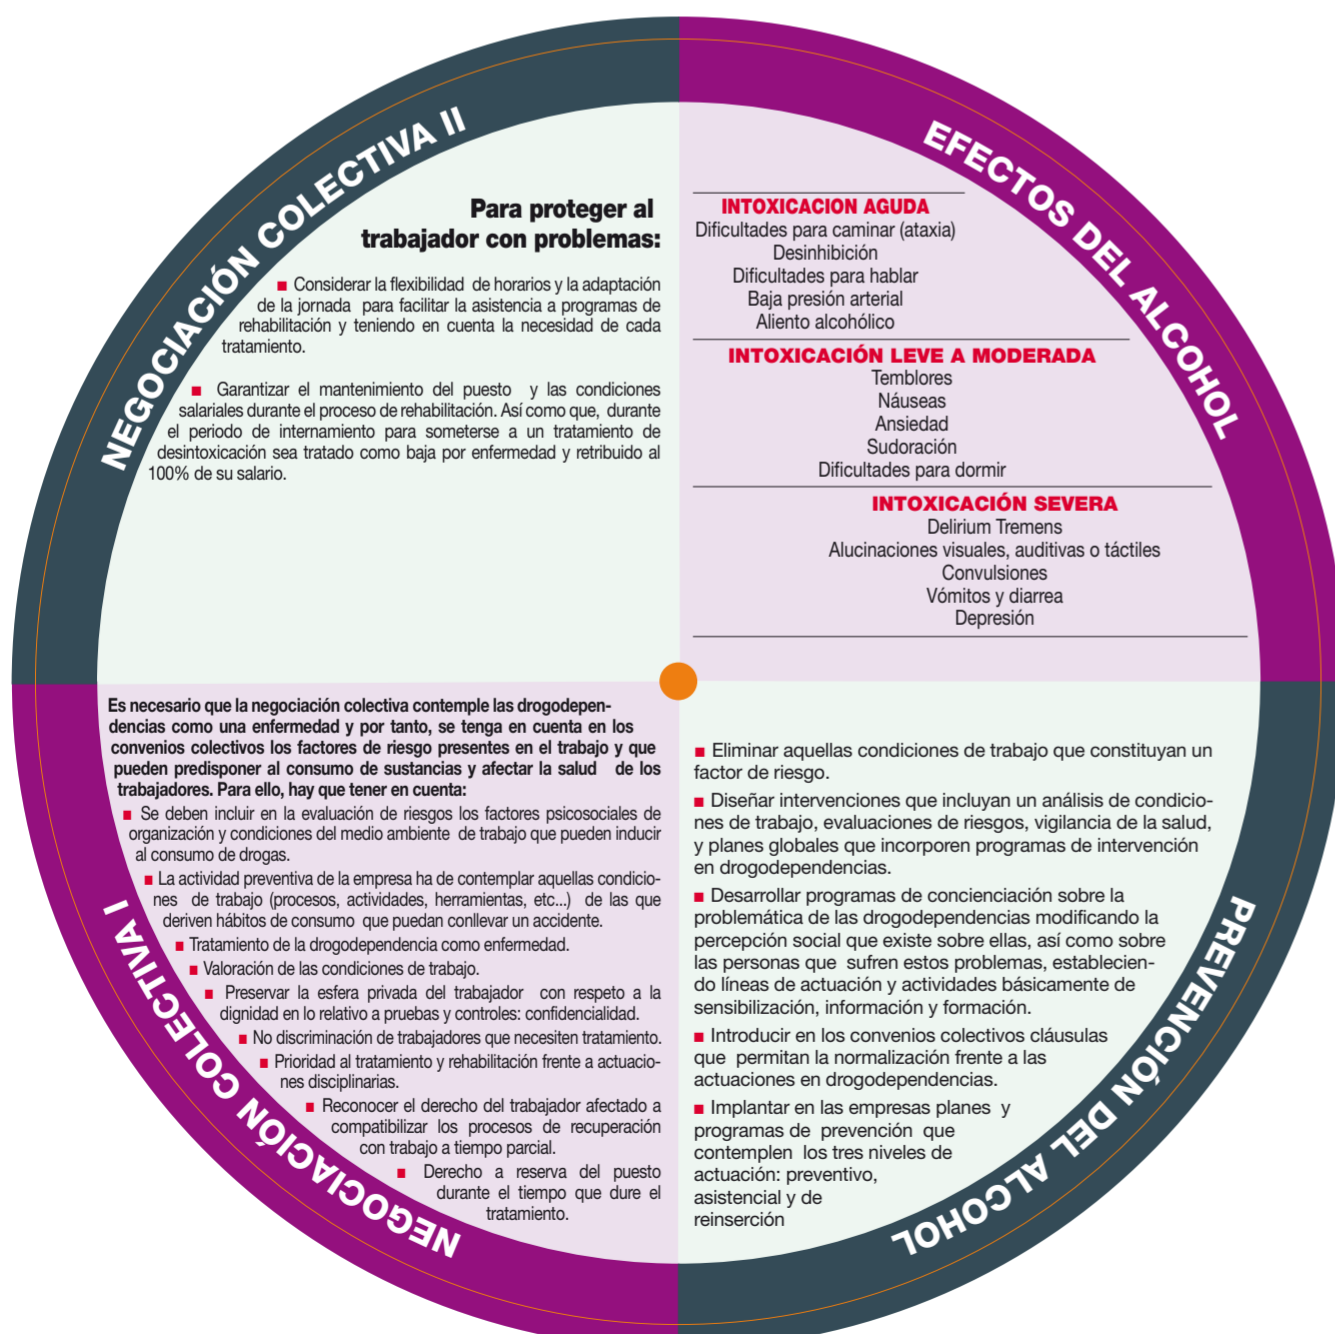 NEGOCIACIÓN COLECTIVA II
Para proteger al
trabajador con problemas:
■ Considerar la flexibilidad de horarios y la adaptación
de la jornada para facilitar la asistencia a programas de
rehabilitación y teniendo en cuenta la necesidad de cada
tratamiento.
■ Garantizar el mantenimiento del puesto y las condiciones
salariales durante el proceso de rehabilitación. Así como que, durante
el periodo de internamiento para someterse a un tratamiento de
desintoxicación sea tratado como baja por enfermedad y retribuido al
100% de su salario.
EFECTOS DEL ALCOHOL
INTOXICACION AGUDA
Dificultades para caminar (ataxia)
Desinhibición
Dificultades para hablar
Baja presión arterial
Aliento alcohólico
INTOXICACIÓN LEVE A MODERADA
Temblores
Náuseas
Ansiedad
Sudoración
Dificultades para dormir
INTOXICACIÓN SEVERA
Delirium Tremens
Alucinaciones visuales, auditivas o táctiles
Convulsiones
Vómitos y diarrea
Depresión
NEGOCIACIÓN COLECTIVA I
Es necesario que la negociación colectiva contemple las drogodepen-
dencias como una enfermedad y por tanto, se tenga en cuenta en los
convenios colectivos los factores de riesgo presentes en el trabajo y que
pueden predisponer al consumo de sustancias y afectar la salud de los
trabajadores. Para ello, hay que tener en cuenta:
■ Se deben incluir en la evaluación de riesgos los factores psicosociales de
organización y condiciones del medio ambiente de trabajo que pueden inducir
al consumo de drogas.
■ La actividad preventiva de la empresa ha de contemplar aquellas condicio-
nes de trabajo (procesos, actividades, herramientas, etc...) de las que
deriven hábitos de consumo que puedan conllevar un accidente.
■ Tratamiento de la drogodependencia como enfermedad.
■ Valoración de las condiciones de trabajo.
■ Preservar la esfera privada del trabajador con respeto a la
dignidad en lo relativo a pruebas y controles: confidencialidad.
■ No discriminación de trabajadores que necesiten tratamiento.
■ Prioridad al tratamiento y rehabilitación frente a actuacio-
nes disciplinarias.
■ Reconocer el derecho del trabajador afectado a
compatibilizar los procesos de recuperación
con trabajo a tiempo parcial.
■ Derecho a reserva del puesto
durante el tiempo que dure el
tratamiento.
PREVENCIÓN DEL ALCOHOL
■ Eliminar aquellas condiciones de trabajo que constituyan un
factor de riesgo.
■ Diseñar intervenciones que incluyan un análisis de condicio-
nes de trabajo, evaluaciones de riesgos, vigilancia de la salud,
y planes globales que incorporen programas de intervención
en drogodependencias.
■ Desarrollar programas de concienciación sobre la
problemática de las drogodependencias modificando la
percepción social que existe sobre ellas, así como sobre
las personas que sufren estos problemas, establecien-
do líneas de actuación y actividades básicamente de
sensibilización, información y formación.
■ Introducir en los convenios colectivos cláusulas
que permitan la normalización frente a las
actuaciones en drogodependencias.
■ Implantar en las empresas planes y
programas de prevención que
contemplen los tres niveles de
actuación: preventivo,
asistencial y de
reinserción